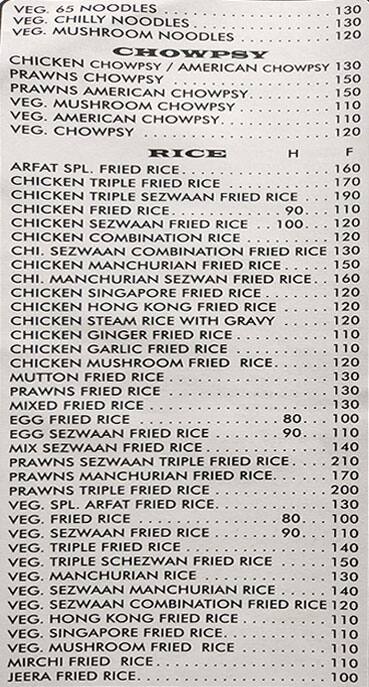 VEG. 65 NOODLES 130
VEG. CHILLY NOODLES 130
VEG. MUSHROOM NOODLES 120
CHOWPSY
CHICKEN CHOWPSY / AMERICAN CHOWPSY 130
PRAWNS CHOWPSY 150
PRAWNS AMERICAN CHOWPSY 150
VEG. MUSHROOM CHOWPSY 110
VEG. AMERICAN CHOWPSY 110
VEG. CHOWPSY 120
RICE H F
ARFAT SPL. FRIED RICE 160
CHICKEN TRIPLE FRIED RICE 170
CHICKEN TRIPLE SEZWAAN FRIED RICE 190
CHICKEN FRIED RICE 90 110
CHICKEN SEZWAAN FRIED RICE 100 120
CHICKEN COMBINATION RICE 120
CHI. SEZWAAN COMBINATION FRIED RICE 130
CHICKEN MANCHURIAN FRIED RICE 150
CHI. MANCHURIAN SEZWAN FRIED RICE 160
CHICKEN SINGAPORE FRIED RICE 120
CHICKEN HONG KONG FRIED RICE 120
CHICKEN STEAM RICE WITH GRAVY 120
CHICKEN GINGER FRIED RICE 110
CHICKEN GARLIC FRIED RICE 110
CHICKEN MUSHROOM FRIED RICE 120
MUTTON FRIED RICE 130
PRAWNS FRIED RICE 130
MIXED FRIED RICE 130
EGG FRIED RICE 80 100
EGG SEZWAAN FRIED RICE 90 110
MIX SEZWAAN FRIED RICE 140
PRAWNS SEZWAAN TRIPLE FRIED RICE 210
PRAWNS MANCHURIAN FRIED RICE 170
PRAWNS TRIPLE FRIED RICE 200
VEG. SPL. ARFAT FRIED RICE 130
VEG. FRIED RICE 80 100
VEG. SEZWAAN FRIED RICE 90 110
VEG. TRIPLE FRIED RICE 140
VEG. TRIPLE SCHEZWAN FRIED RICE 150
VEG. MANCHURIAN RICE 130
VEG. SEZWAAN MANCHURIAN RICE 140
VEG. SEZWAAN COMBINATION FRIED RICE 120
VEG. HONG KONG FRIED RICE 110
VEG. SINGAPORE FRIED RICE 110
VEG. MUSHROOM FRIED RICE 110
MIRCHI FRIED RICE 110
JEERA FRIED RICE 100